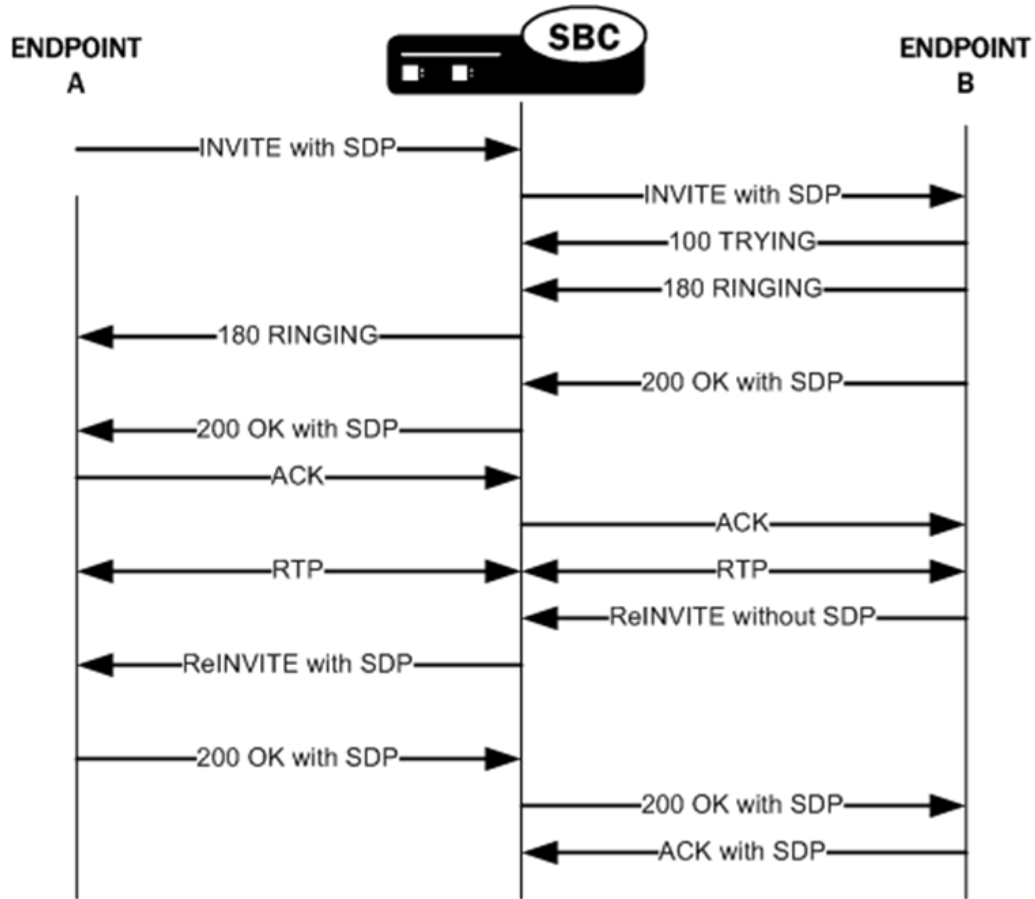 SBC
ENDPOINT
A
ENDPOINT
B
INVITE with SDP
INVITE with SDP
100 TRYING
180 RINGING
180 RINGING
200 OK with SDP
200 OK with SDP
ACK
ACK
RTP
RTP
ReINVITE without SDP
ReINVITE with SDP
200 OK with SDP
200 OK with SDP
ACK with SDP